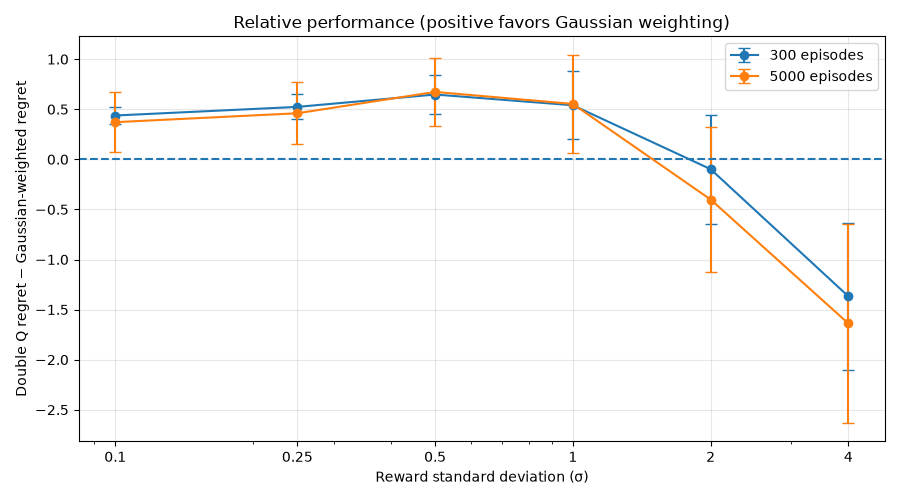 Relative performance (positive favors Gaussian weighting)
300 episodes
5000 episodes
Double Q regret − Gaussian-weighted regret
1.0
0.5
0.0
−0.5
−1.0
−1.5
−2.0
−2.5
0.1 0.25 0.5 1 2 4
Reward standard deviation (σ)